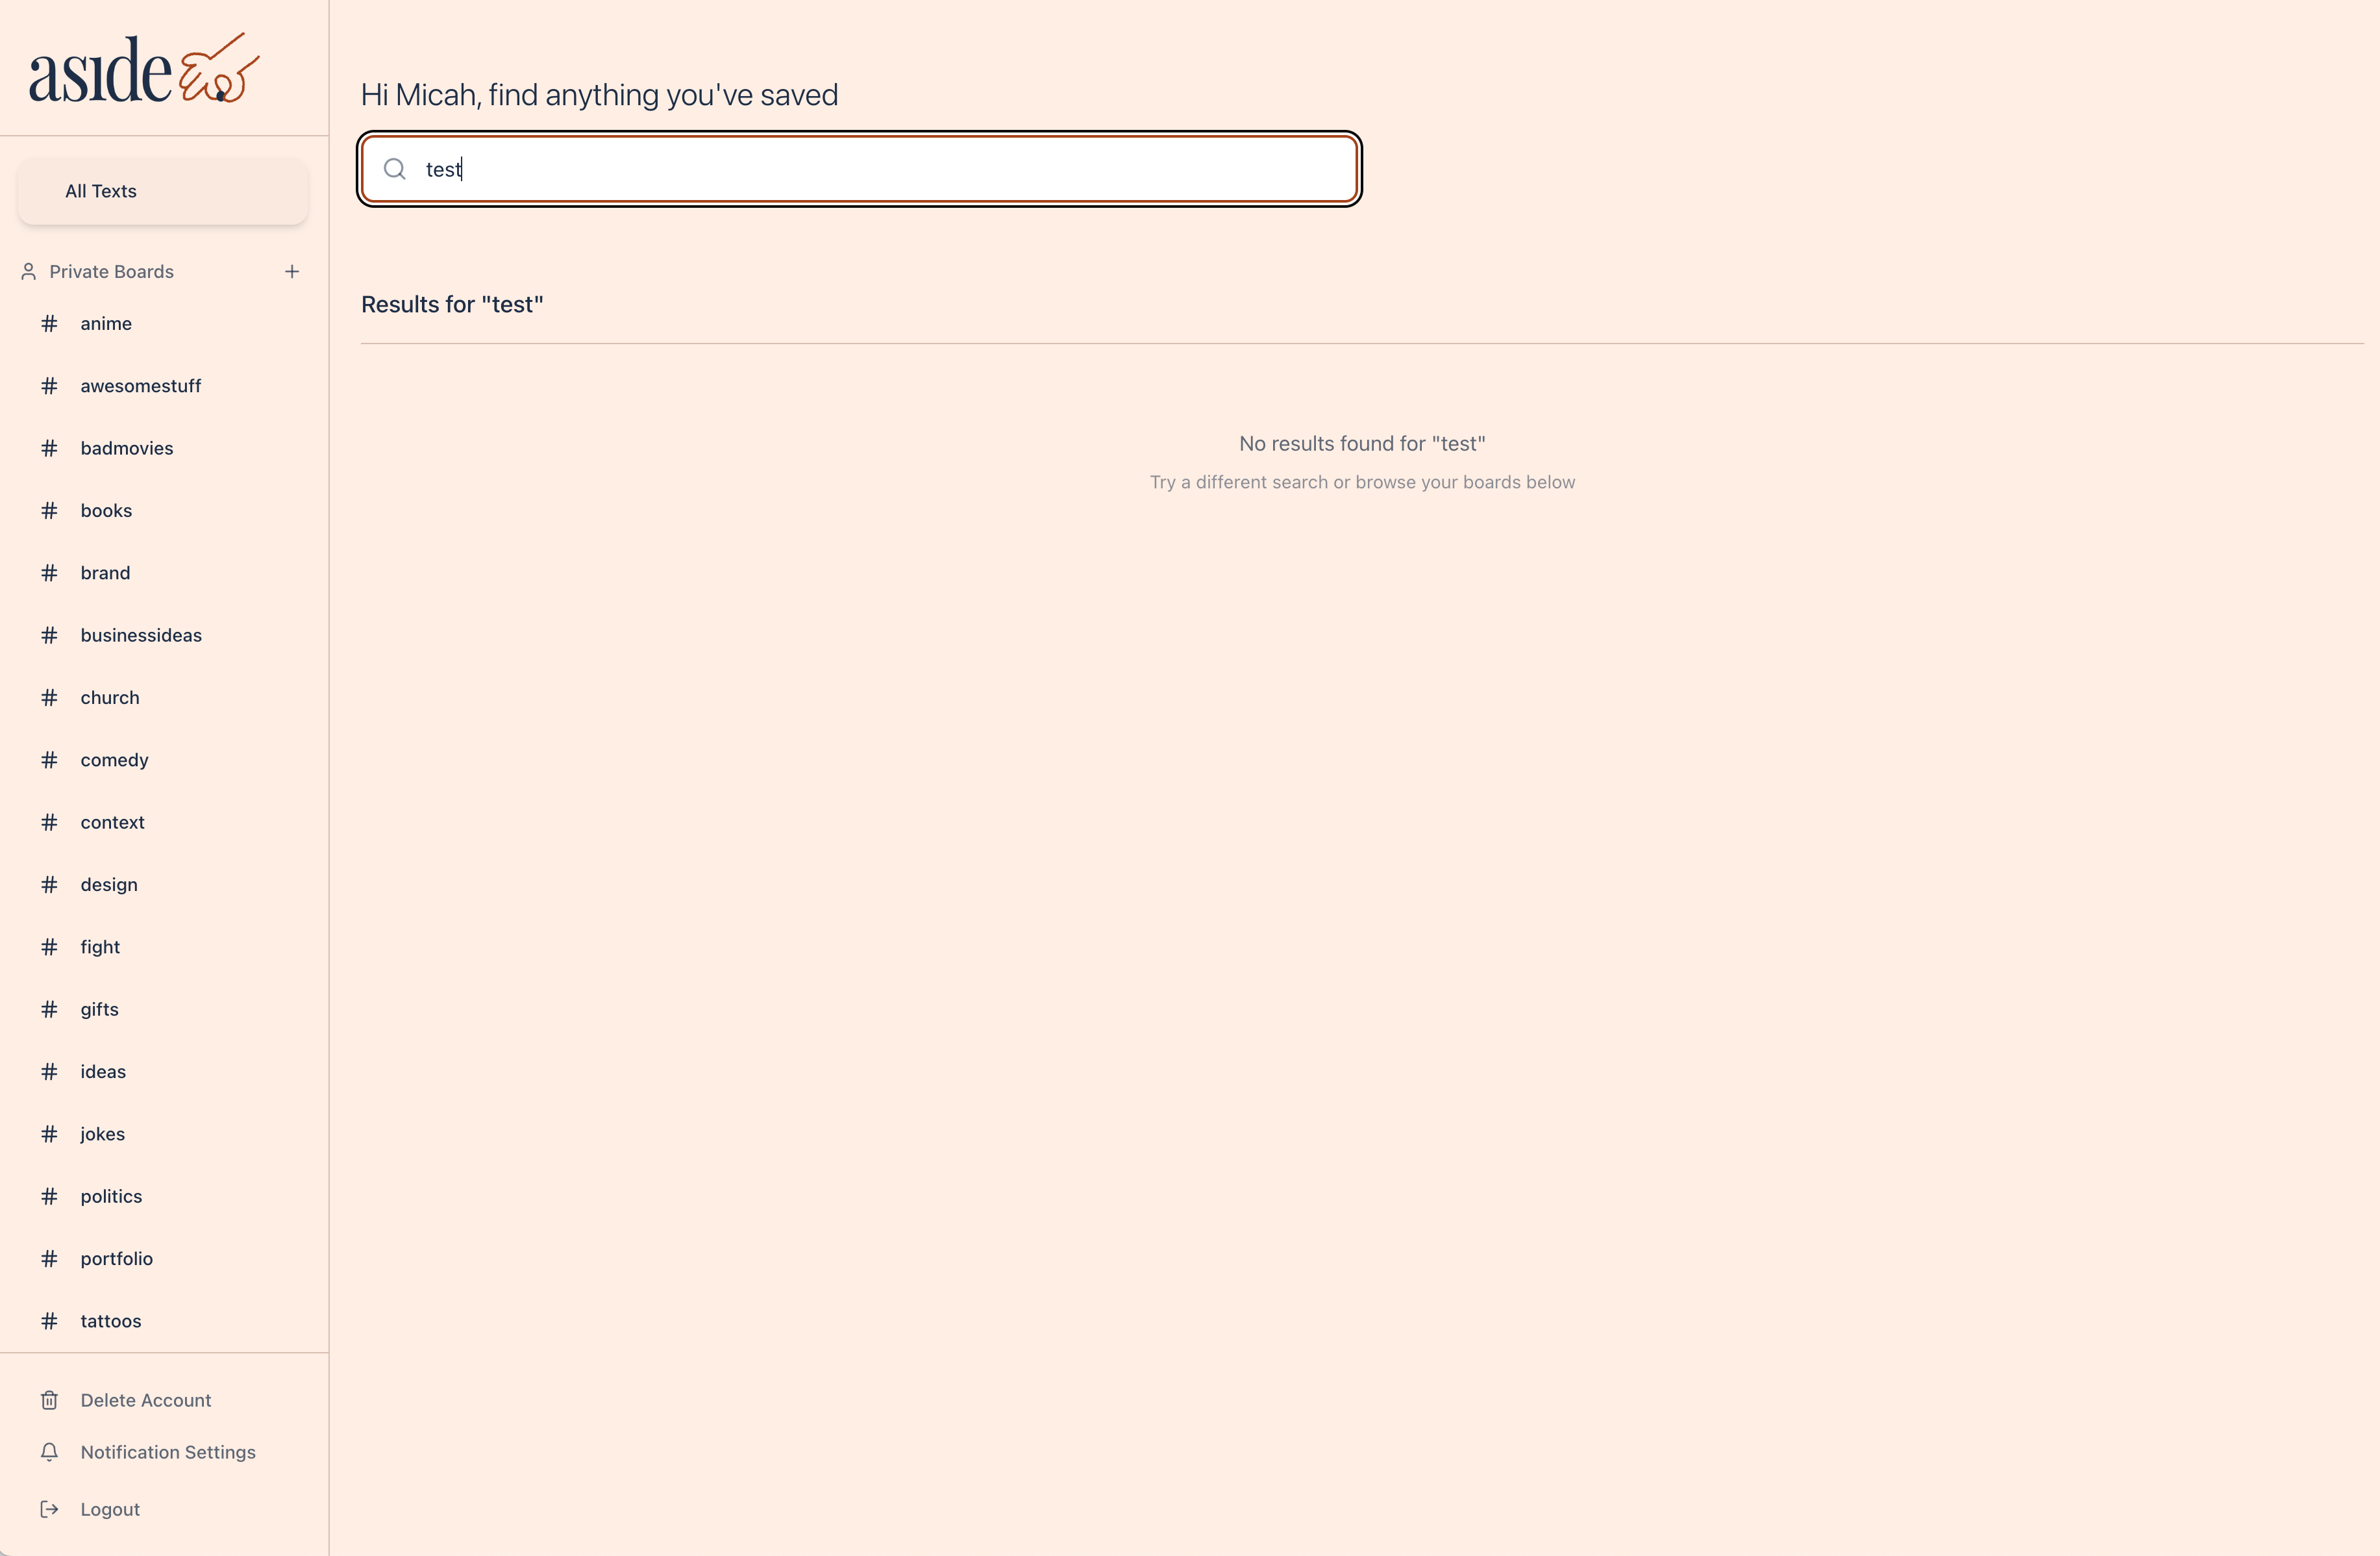 aside
All Texts
Private Boards
# anime
# awesomestuff
# badmovies
# books
# brand
# businessideas
# church
# comedy
# context
# design
# fight
# gifts
# ideas
# jokes
# politics
# portfolio
# tattoos
Delete Account
Notification Settings
Logout
Hi Micah, find anything you've saved
test
Results for "test"
No results found for "test"
Try a different search or browse your boards below